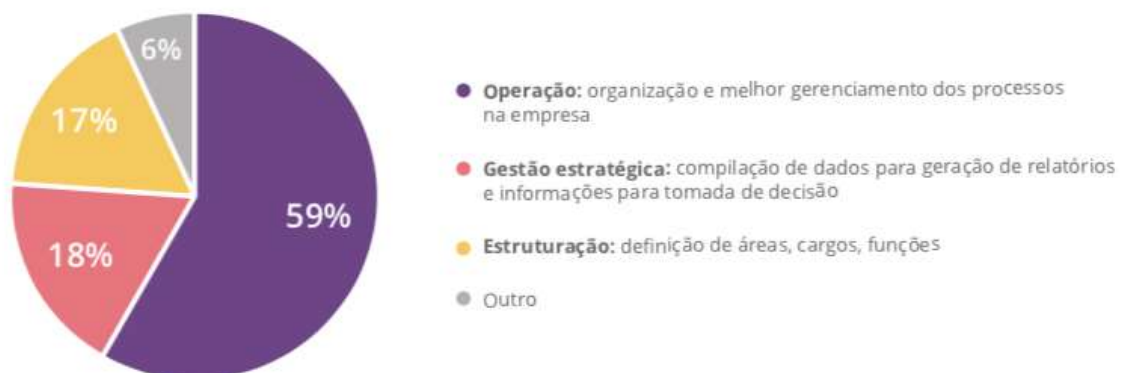 6%
17%
59%
18%
Operação: organização e melhor gerenciamento dos processos
na empresa
Gestão estratégica: compilação de dados para geração de relatórios
e informações para tomada de decisão
Estruturação: definição de áreas, cargos, funções
Outro